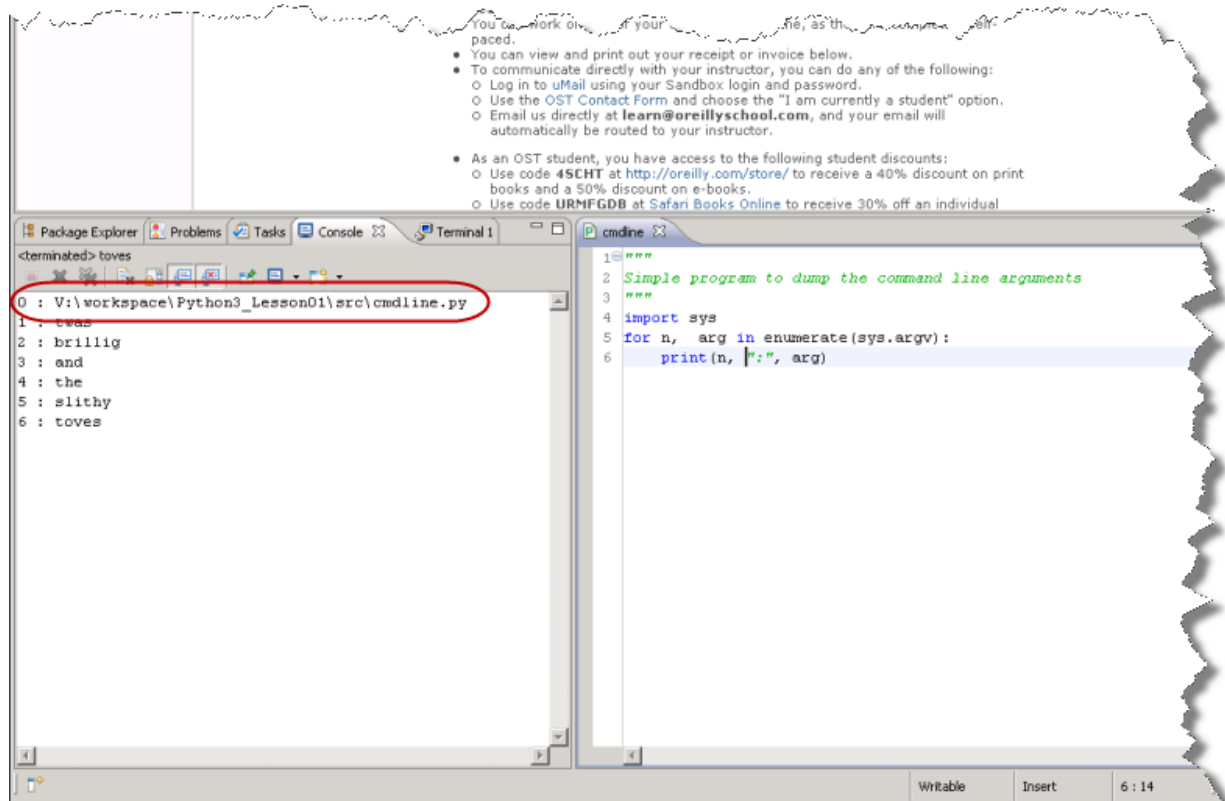 You can work on of your as the
paced.
• You can view and print out your receipt or invoice below.
• To communicate directly with your instructor, you can do any of the following:
○ Log in to uMail using your Sandbox login and password.
○ Use the OST Contact Form and choose the "I am currently a student" option.
○ Email us directly at learn@oreillyschool.com, and your email will
automatically be routed to your instructor.
• As an OST student, you have access to the following student discounts:
○ Use code 4SCHT at http://oreilly.com/store/ to receive a 40% discount on print
books and a 50% discount on e-books.
○ Use code URMFGDB at Safari Books Online to receive 30% off an individual
Package Explorer Problems Tasks Console Terminal 1
<terminated> toves
0 : V:\workspace\Python3_Lesson01\src\cmdline.py
1 : twas
2 : brillig
3 : and
4 : the
5 : slithy
6 : toves
cmdline
1 """
2 Simple program to dump the command line arguments
3 """
4 import sys
5 for n,  arg in enumerate(sys.argv):
6     print(n, ":", arg)
Writable Insert 6 : 14